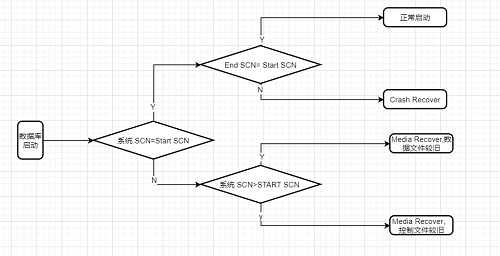 正常启动
Y
End SCN= Start SCN
N
Crash Recover
Y
数据库
启动
系统 SCN=Start SCN
N
Y
Media Recover,数
据文件较旧
系统 SCN>START SCN
y
Media Recover,
控制文件较旧